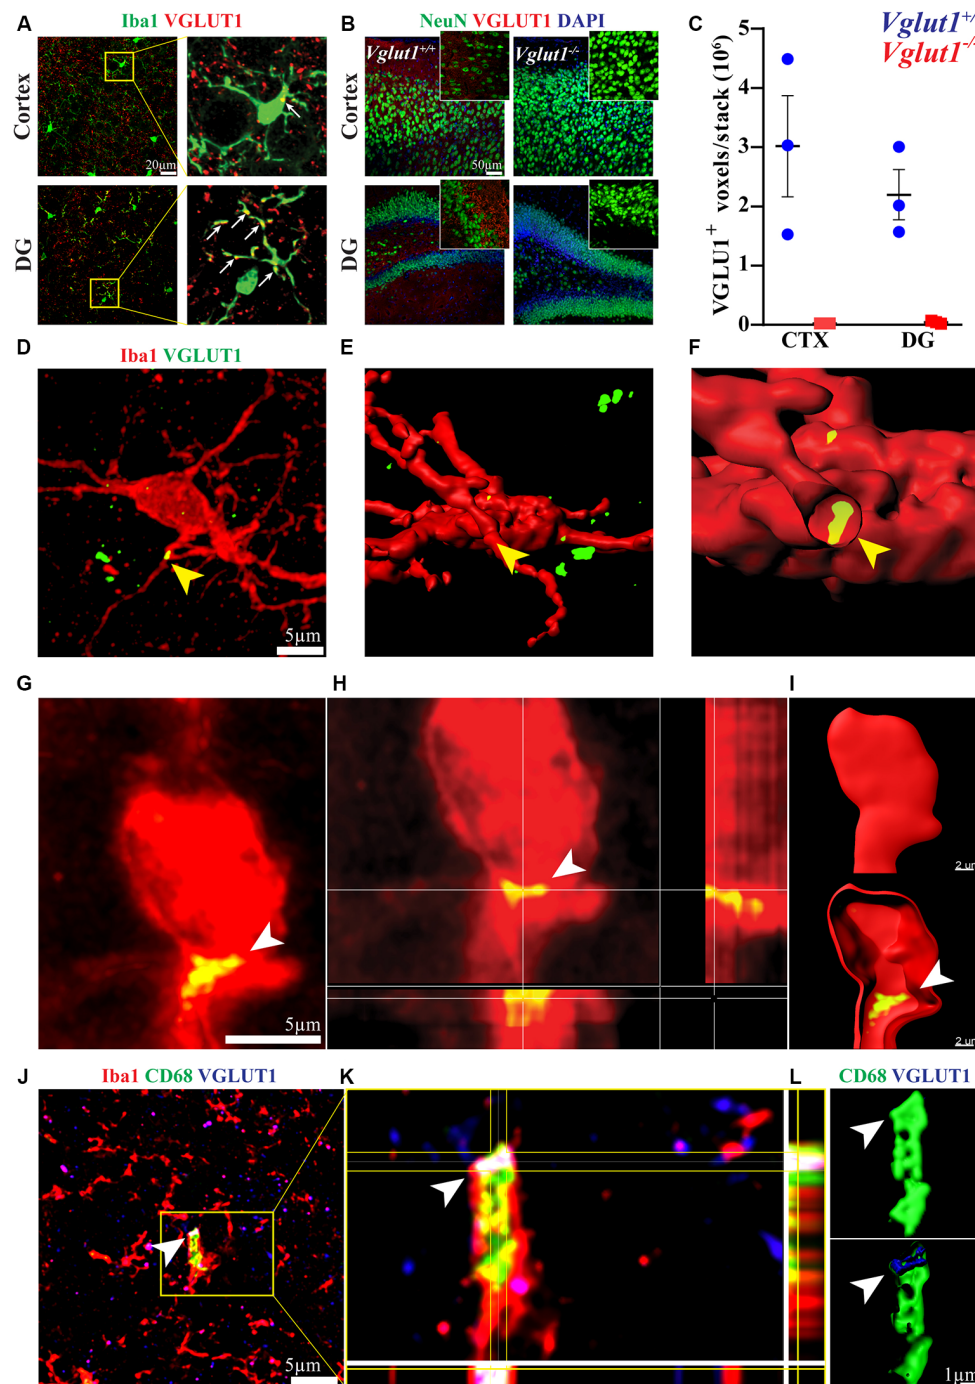 A
Iba1 VGLUT1
Cortex
20µm
DG
B
NeuN VGLUT1 DAPI
Vglut1+/+
Vglut1-/-
Cortex
50µm
DG
C
Vglut1+/
Vglut1-/
VGLU1+ voxels/stack (10⁶)
5
4
3
2
1
0
CTX
DG
D
Iba1 VGLUT1
5µm
E
F
G
5µm
H
I
2 um
2 um
J
Iba1 CD68 VGLUT1
5µm
K
L
CD68 VGLUT1
1µm